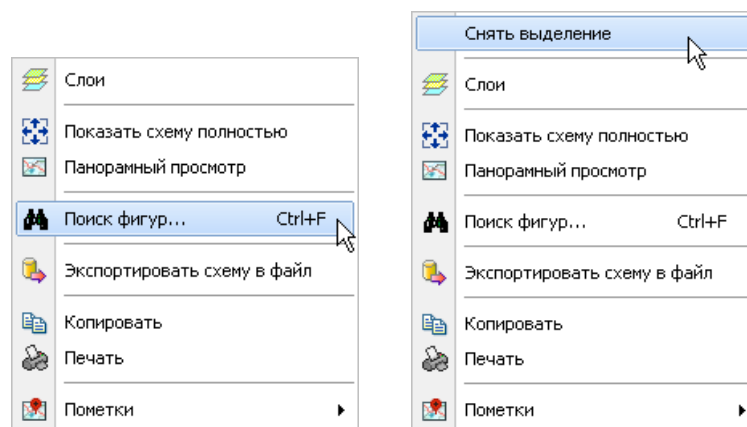 Слои
Показать схему полностью
Панорамный просмотр
Поиск фигур... Ctrl+F
Экспортировать схему в файл
Копировать
Печать
Пометки
Снять выделение
Слои
Показать схему полностью
Панорамный просмотр
Поиск фигур... Ctrl+F
Экспортировать схему в файл
Копировать
Печать
Пометки